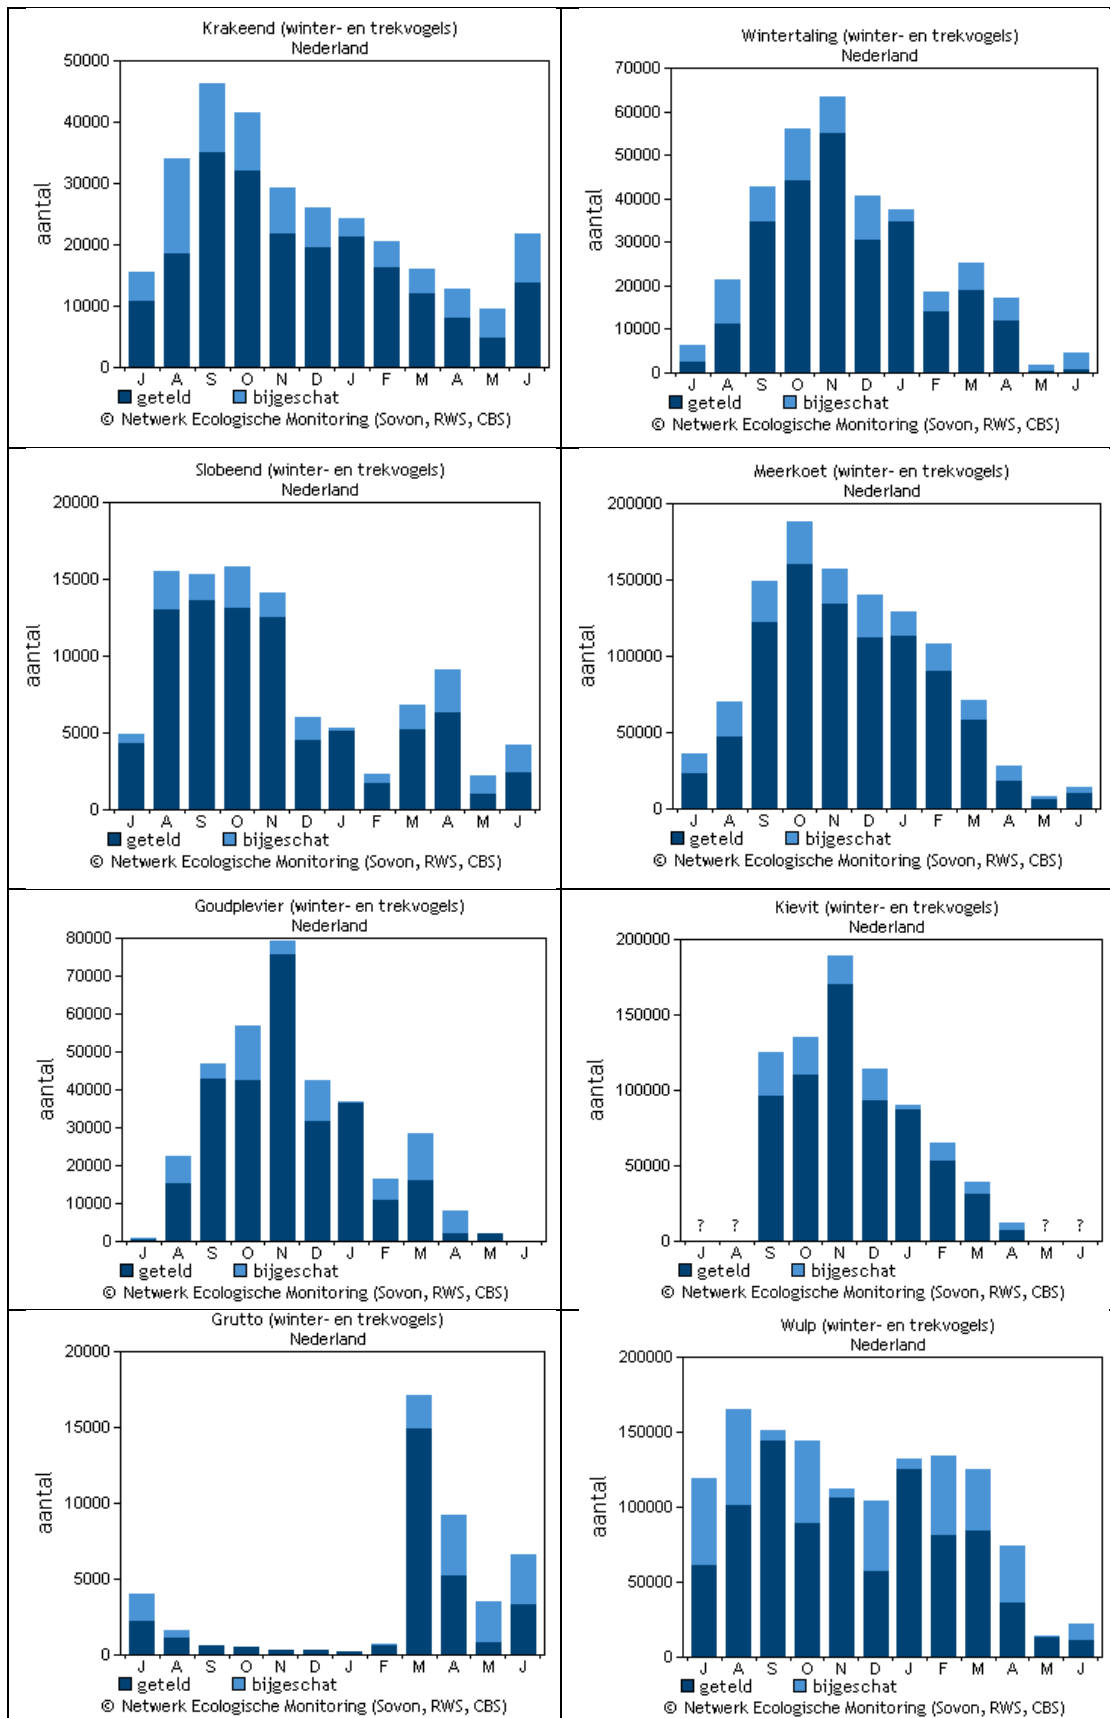 Krakeend (winter- en trekvogels)
Nederland
50000
40000
30000
20000
10000
0
aantal
J A S O N D J F M A M J
geteld bijgeschat
© Netwerk Ecologische Monitoring (Sovon, RWS, CBS)
Wintertaling (winter- en trekvogels)
Nederland
70000
60000
50000
40000
30000
20000
10000
0
aantal
J A S O N D J F M A M J
geteld bijgeschat
© Netwerk Ecologische Monitoring (Sovon, RWS, CBS)
Slobeend (winter- en trekvogels)
Nederland
20000
15000
10000
5000
0
aantal
J A S O N D J F M A M J
geteld bijgeschat
© Netwerk Ecologische Monitoring (Sovon, RWS, CBS)
Meerkoet (winter- en trekvogels)
Nederland
200000
150000
100000
50000
0
aantal
J A S O N D J F M A M J
geteld bijgeschat
© Netwerk Ecologische Monitoring (Sovon, RWS, CBS)
Goudplevier (winter- en trekvogels)
Nederland
80000
70000
60000
50000
40000
30000
20000
10000
0
aantal
J A S O N D J F M A M J
geteld bijgeschat
© Netwerk Ecologische Monitoring (Sovon, RWS, CBS)
Kievit (winter- en trekvogels)
Nederland
200000
150000
100000
50000
0
aantal
? ? ? ?
J A S O N D J F M A M J
geteld bijgeschat
© Netwerk Ecologische Monitoring (Sovon, RWS, CBS)
Grutto (winter- en trekvogels)
Nederland
20000
15000
10000
5000
0
aantal
J A S O N D J F M A M J
geteld bijgeschat
© Netwerk Ecologische Monitoring (Sovon, RWS, CBS)
Wulp (winter- en trekvogels)
Nederland
200000
150000
100000
50000
0
aantal
J A S O N D J F M A M J
geteld bijgeschat
© Netwerk Ecologische Monitoring (Sovon, RWS, CBS)